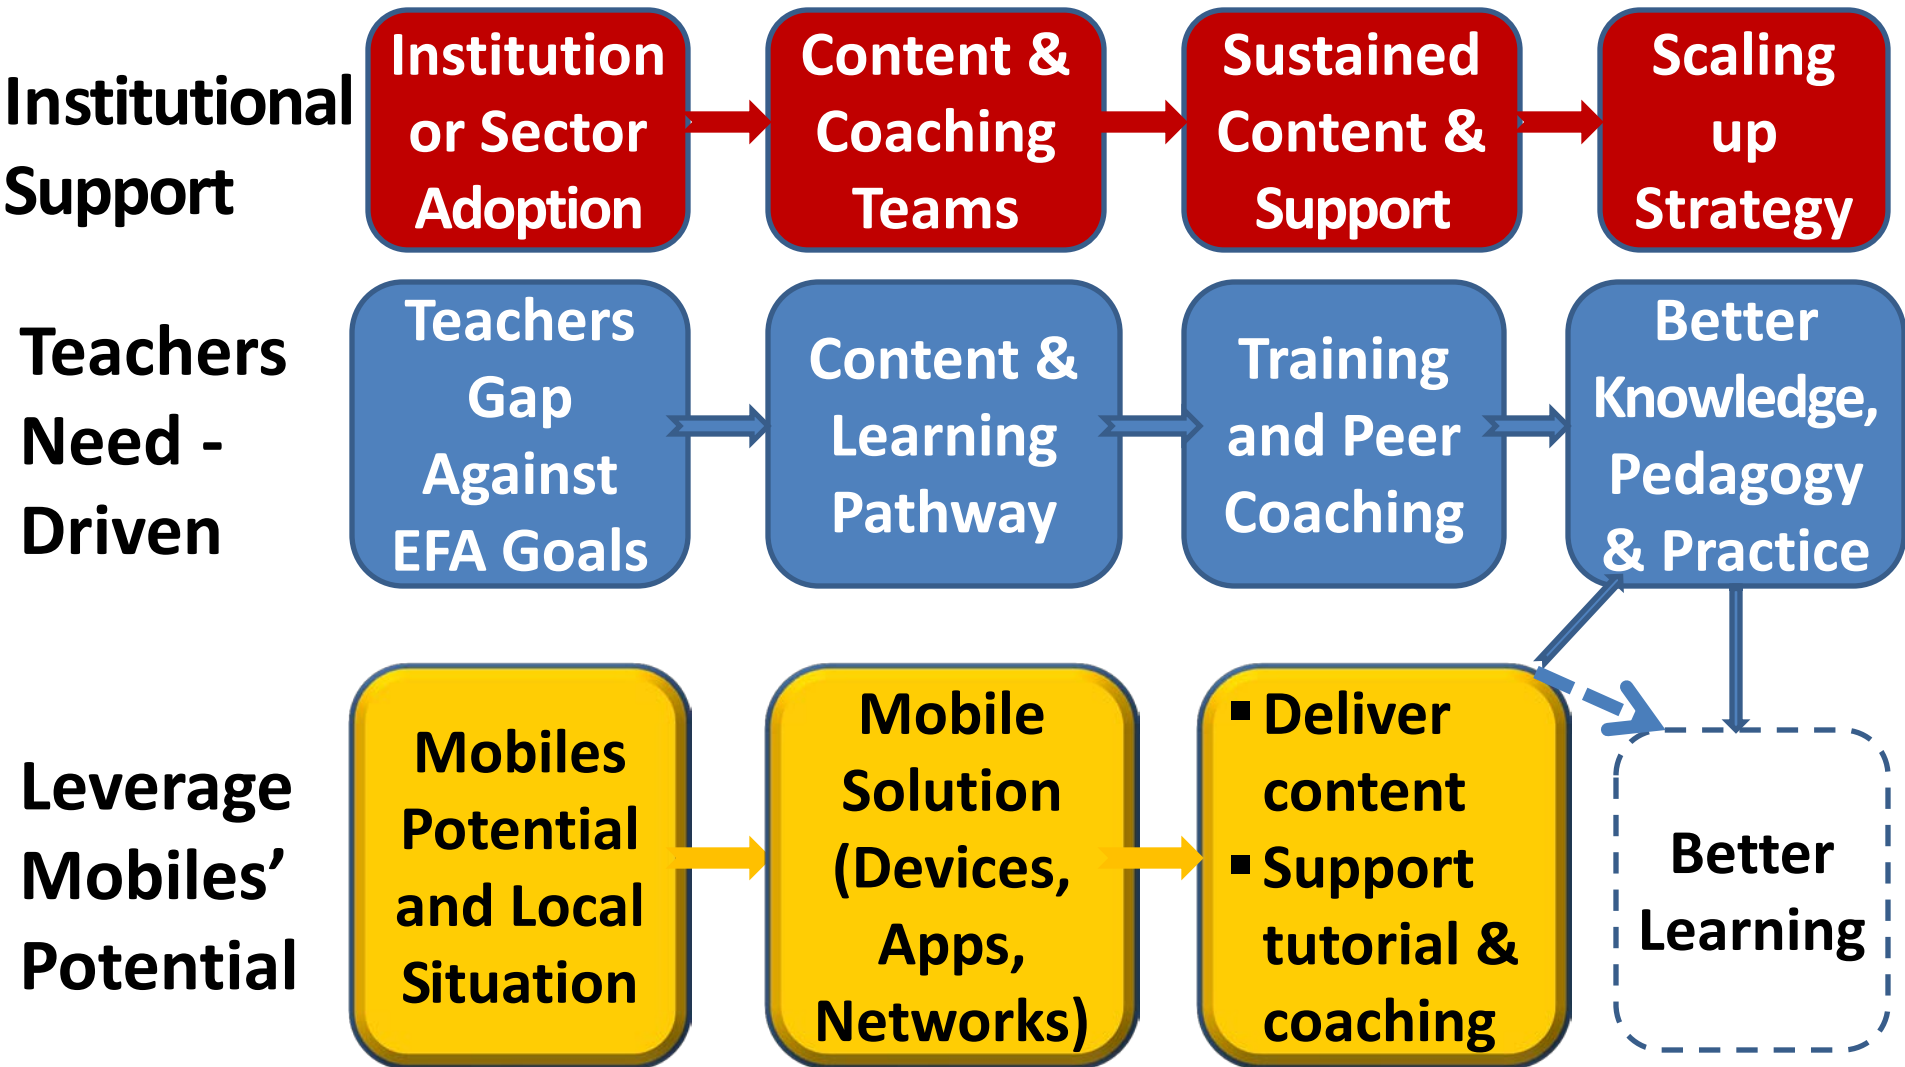 Institutional
Support
Institution
or Sector
Adoption
Content &
Coaching
Teams
Sustained
Content &
Support
Scaling
up
Strategy
Teachers
Need -
Driven
Teachers
Gap
Against
EFA Goals
Content &
Learning
Pathway
Training
and Peer
Coaching
Better
Knowledge,
Pedagogy
& Practice
Leverage
Mobiles’
Potential
Mobiles
Potential
and Local
Situation
Mobile
Solution
(Devices,
Apps,
Networks)
▪ Deliver
content
▪ Support
tutorial &
coaching
Better
Learning